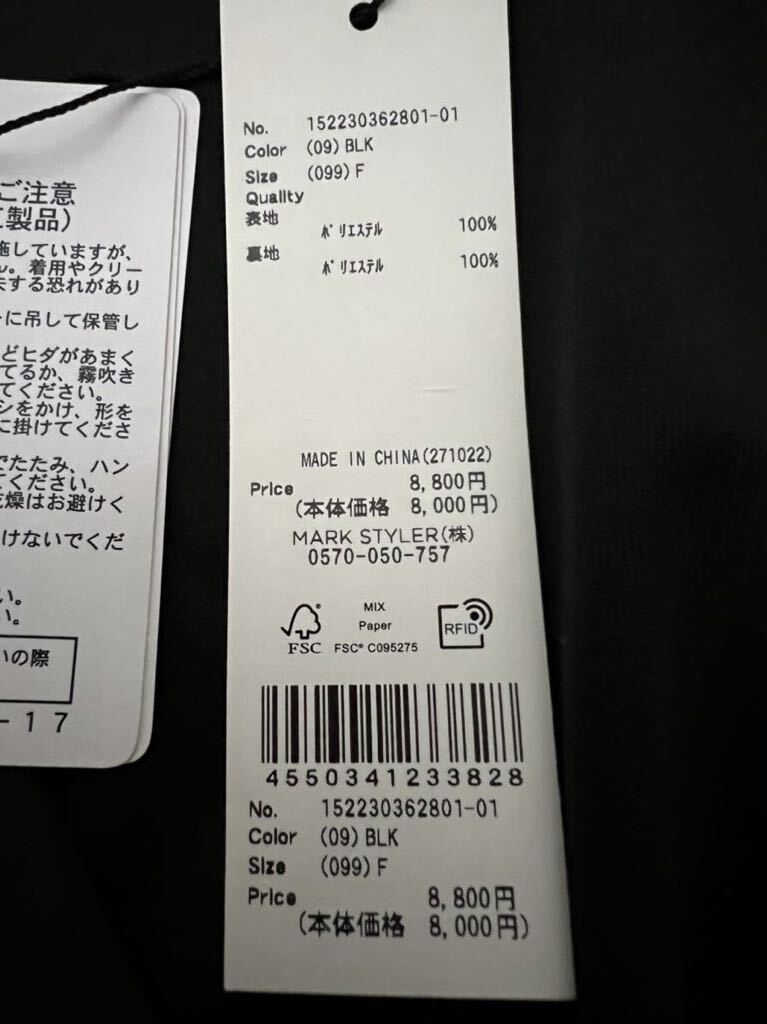 ご注意
製品)
施していますが、
ん。着用やクリー
する恐れがあり
に吊して保管し
どヒダがあまく
てるか、霧吹き
てください。
シをかけ、形を
に掛けてくださ
でたたみ、ハン
てください。
乾燥はお避けく
けないでくだ
い。
い。
いの際
-17
No. 152230362801-01
Color (09) BLK
Size (099) F
Quality
表地
ポリエステル 100%
裏地
ポリエステル 100%
MADE IN CHINA(271022)
Price 8,800円
(本体価格 8,000円)
MARK STYLER(株)
0570-050-757
FSC
MIX
Paper
FSC® C095275
RFID
4550341233828
No. 152230362801-01
Color (09) BLK
Size (099) F
Price 8,800円
(本体価格 8,000円)